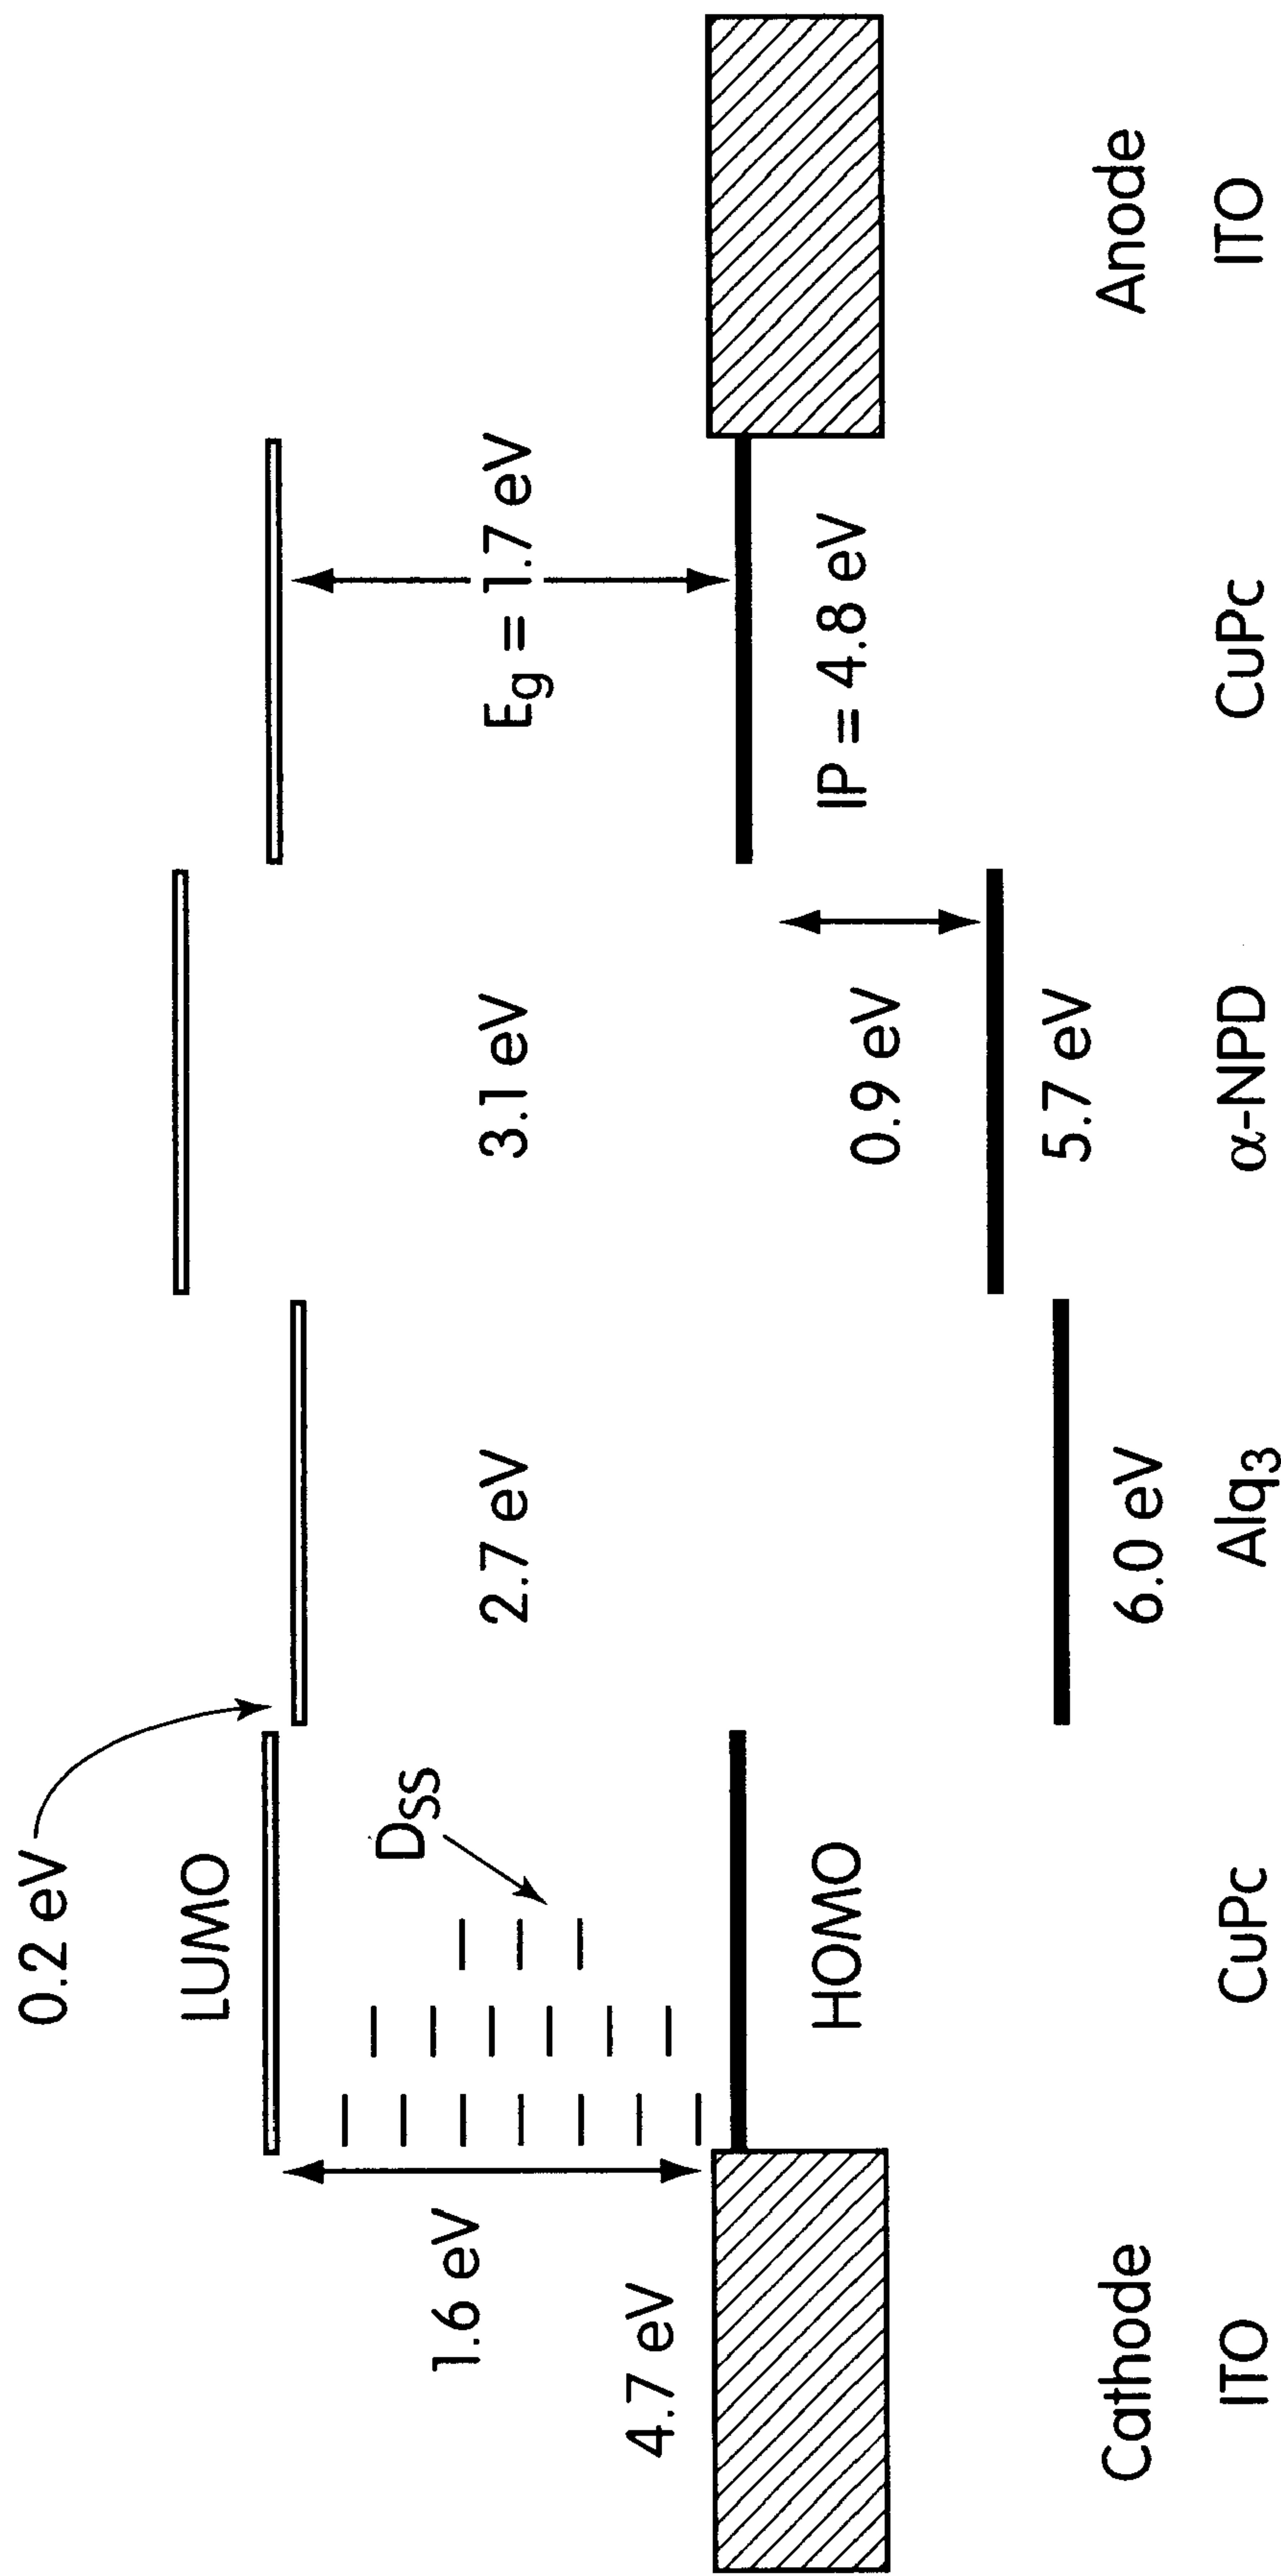 0.2 eV
LUMO
D_SS
1.6 eV
2.7 eV
3.1 eV
E_g = 1.7 eV
4.7 eV
HOMO
0.9 eV
IP = 4.8 eV
6.0 eV
5.7 eV
Cathode
Anode
ITO
CuPc
Alq_3
α-NPD
CuPc
ITO